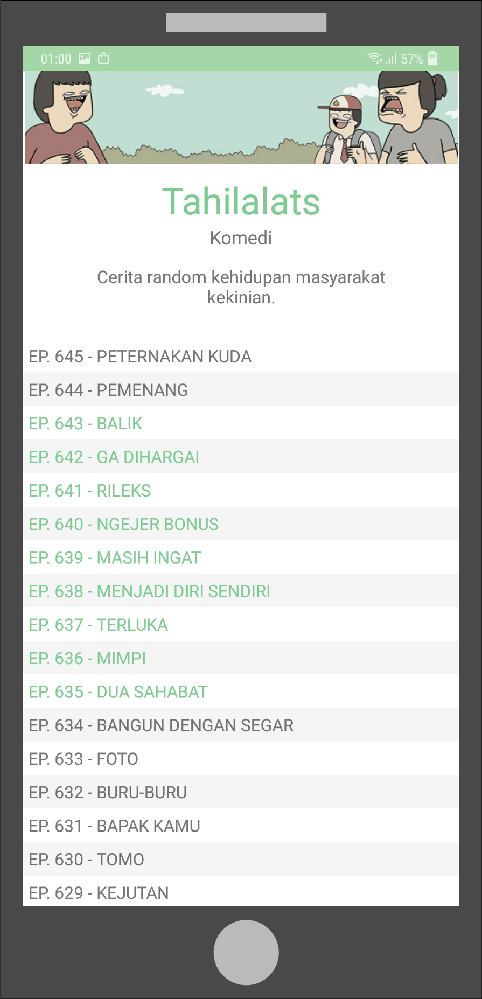 01:00 57%
Tahilalats
Komedi
Cerita random kehidupan masyarakat
kekinian.
EP. 645 - PETERNAKAN KUDA
EP. 644 - PEMENANG
EP. 643 - BALIK
EP. 642 - GA DIHARGAI
EP. 641 - RILEKS
EP. 640 - NGEJER BONUS
EP. 639 - MASIH INGAT
EP. 638 - MENJADI DIRI SENDIRI
EP. 637 - TERLUKA
EP. 636 - MIMPI
EP. 635 - DUA SAHABAT
EP. 634 - BANGUN DENGAN SEGAR
EP. 633 - FOTO
EP. 632 - BURU-BURU
EP. 631 - BAPAK KAMU
EP. 630 - TOMO
EP. 629 - KEJUTAN